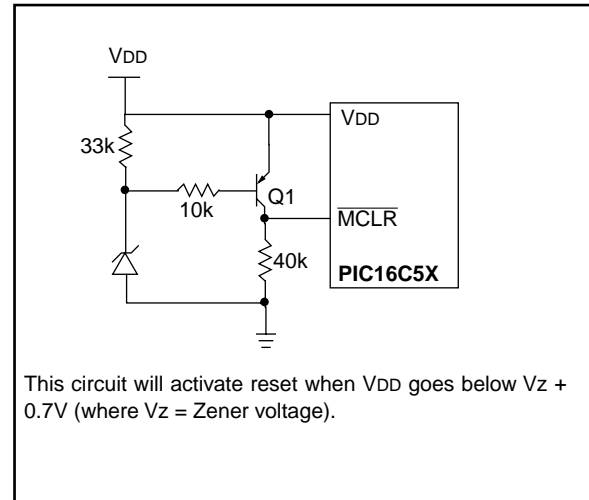 VDD
VDD
33k
Q1
10k
MCLR
40k
PIC16C5X
This circuit will activate reset when VDD goes below Vz +
0.7V (where Vz = Zener voltage).